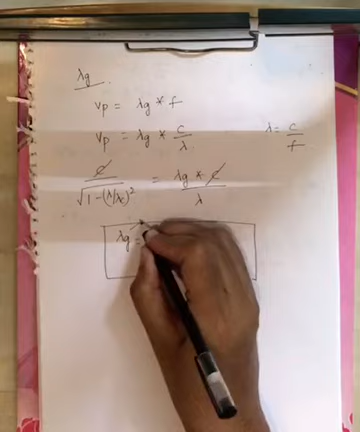 λg
vp = λg * f
vp = λg * c/λ
λ = c/f
c/√(1-(λ/λc)²) = λg * c/λ
λg =